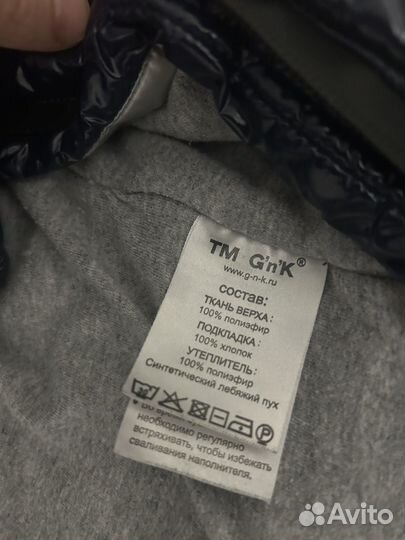 TM G'n'K®
www.g-n-k.ru
СОСТАВ:
ТКАНЬ ВЕРХА:
100% полиэфир
ПОДКЛАДКА:
100% хлопок
УТЕПЛИТЕЛЬ:
100% полиэфир
Синтетический лебяжий пух
P
необходимо регулярно
встряхивать, чтобы избежать
сваливания наполнителя.
Avito